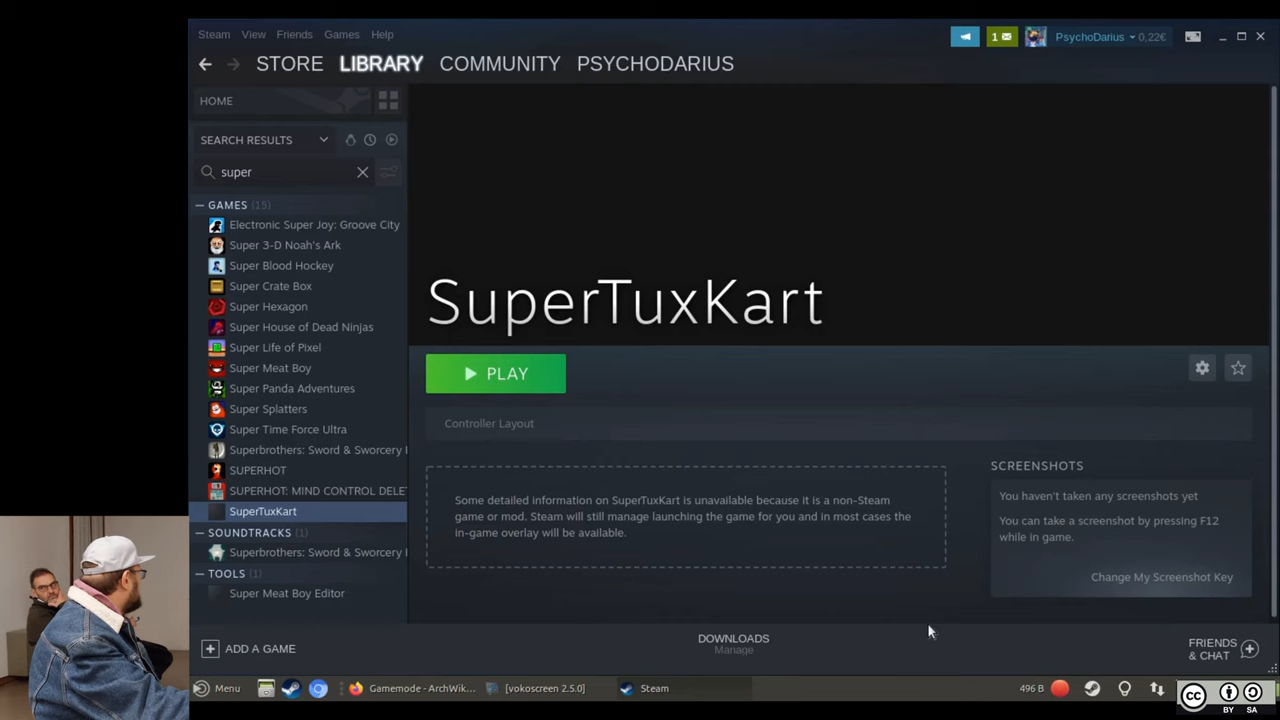 Steam View Friends Games Help
1 PsychoDarius 0,22€
STORE LIBRARY COMMUNITY PSYCHODARIUS
HOME
SEARCH RESULTS
super
GAMES (15)
Electronic Super Joy: Groove City
Super 3-D Noah's Ark
Super Blood Hockey
Super Crate Box
Super Hexagon
Super House of Dead Ninjas
Super Life of Pixel
Super Meat Boy
Super Panda Adventures
Super Splatters
Super Time Force Ultra
Superbrothers: Sword & Sworcery
SUPERHOT
SUPERHOT: MIND CONTROL DELE
SuperTuxKart
SOUNDTRACKS (1)
Superbrothers: Sword & Sworcery
TOOLS (1)
Super Meat Boy Editor
SuperTuxKart
PLAY
Controller Layout
Some detailed information on SuperTuxKart is unavailable because it is a non-Steam
game or mod. Steam will still manage launching the game for you and in most cases the
in-game overlay will be available.
SCREENSHOTS
You haven't taken any screenshots yet
You can take a screenshot by pressing F12
while in game.
Change My Screenshot Key
ADD A GAME
DOWNLOADS
Manage
FRIENDS
& CHAT
Menu Gamemode - ArchWik... [vokoscreen 2.5.0] Steam 496 B
CC BY SA